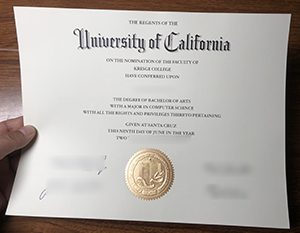 THE REGENTS OF THE
University of California
ON THE NOMINATION OF THE FACULTY OF
KRIDGE COLLEGE
HAVE CONFERRED UPON
THE DEGREE OF BACHELOR OF ARTS
WITH A MAJOR IN COMPUTER SCIENCE
WITH ALL THE RIGHTS AND PRIVILEGES THERETO PERTAINING
GIVEN AT SANTA CRUZ
THIS NINTH DAY OF JUNE IN THE YEAR
TWO